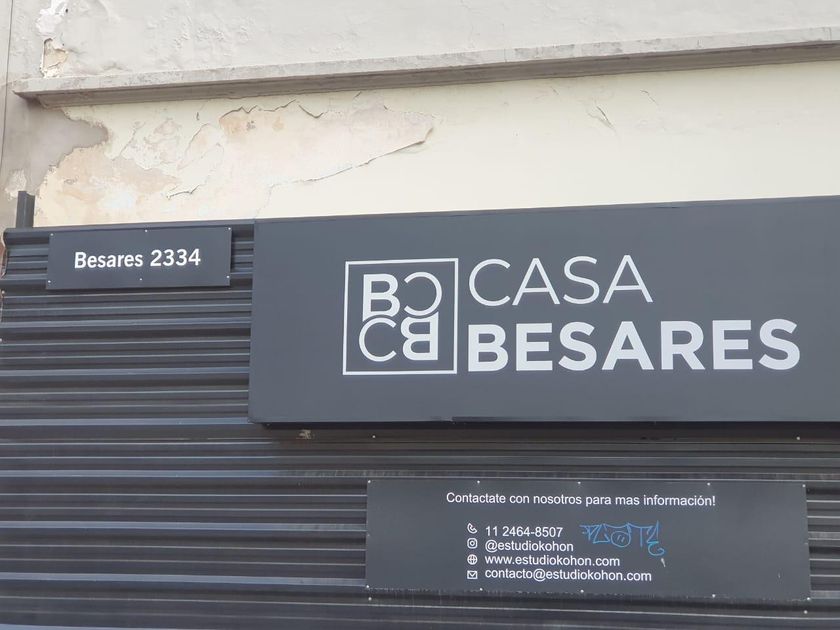 Besares 2334
BC
CB
CASA
BESARES
Contactate con nosotros para mas información!
11 2464-8507
@estudiokohon
www.estudiokohon.com
contacto@estudiokohon.com